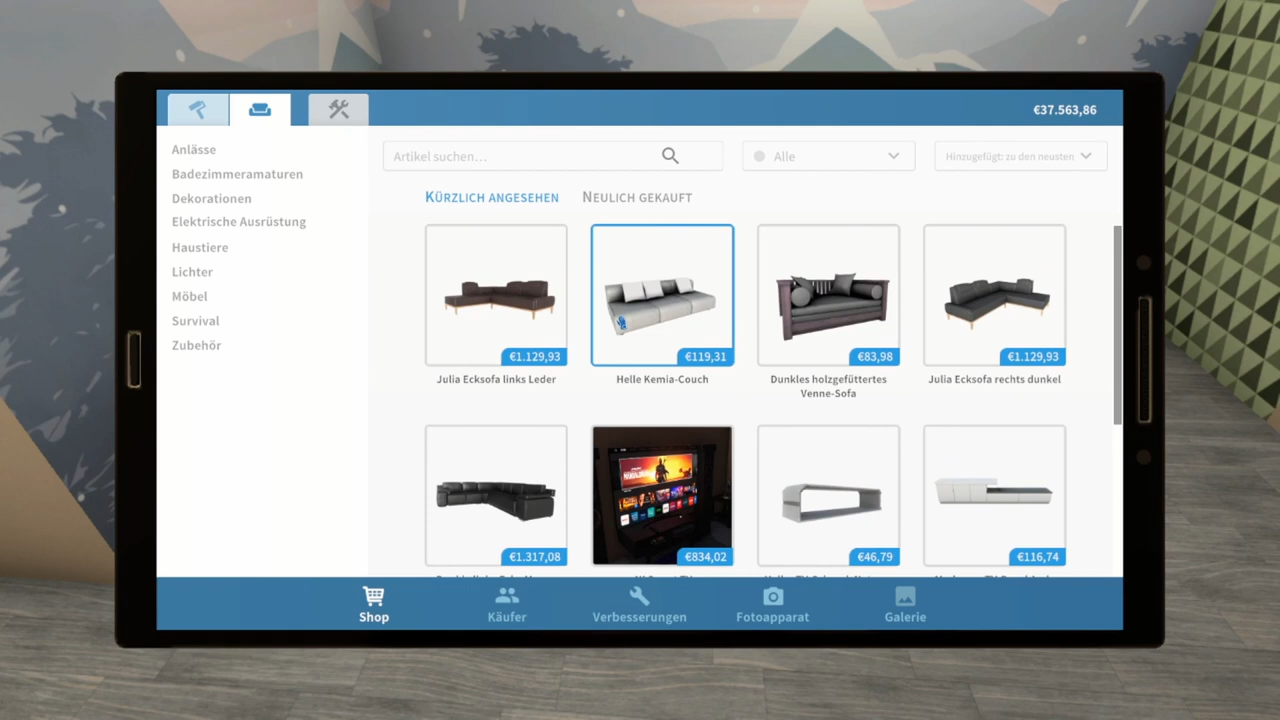 €37.563,86
Anlässe
Badezimmeramaturen
Dekorationen
Elektrische Ausrüstung
Haustiere
Lichter
Möbel
Survival
Zubehör
Artikel suchen...
Alle
Hinzugefügt: zu den neusten
KÜRZLICH ANGESEHEN NEULICH GEKAUFT
€1.129,93 €119,31 €83,98 €1.129,93
Julia Ecksofa links Leder Helle Kemia-Couch Dunkles holzgefüttertes Julia Ecksofa rechts dunkel
Venne-Sofa
MANDALORIAN
€1.317,08 €834,02 €46,79 €116,74
Shop Käufer Verbesserungen Fotoapparat Galerie